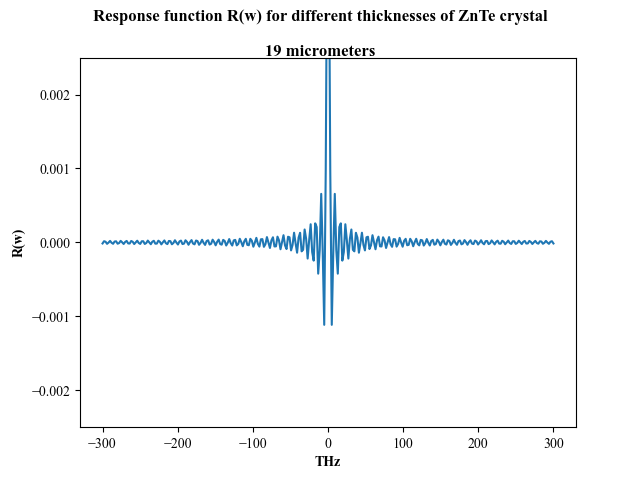 Response function R(w) for different thicknesses of ZnTe crystal
19 micrometers
0.002
0.001
0.000
−0.001
−0.002
R(w)
−300 −200 −100 0 100 200 300
THz